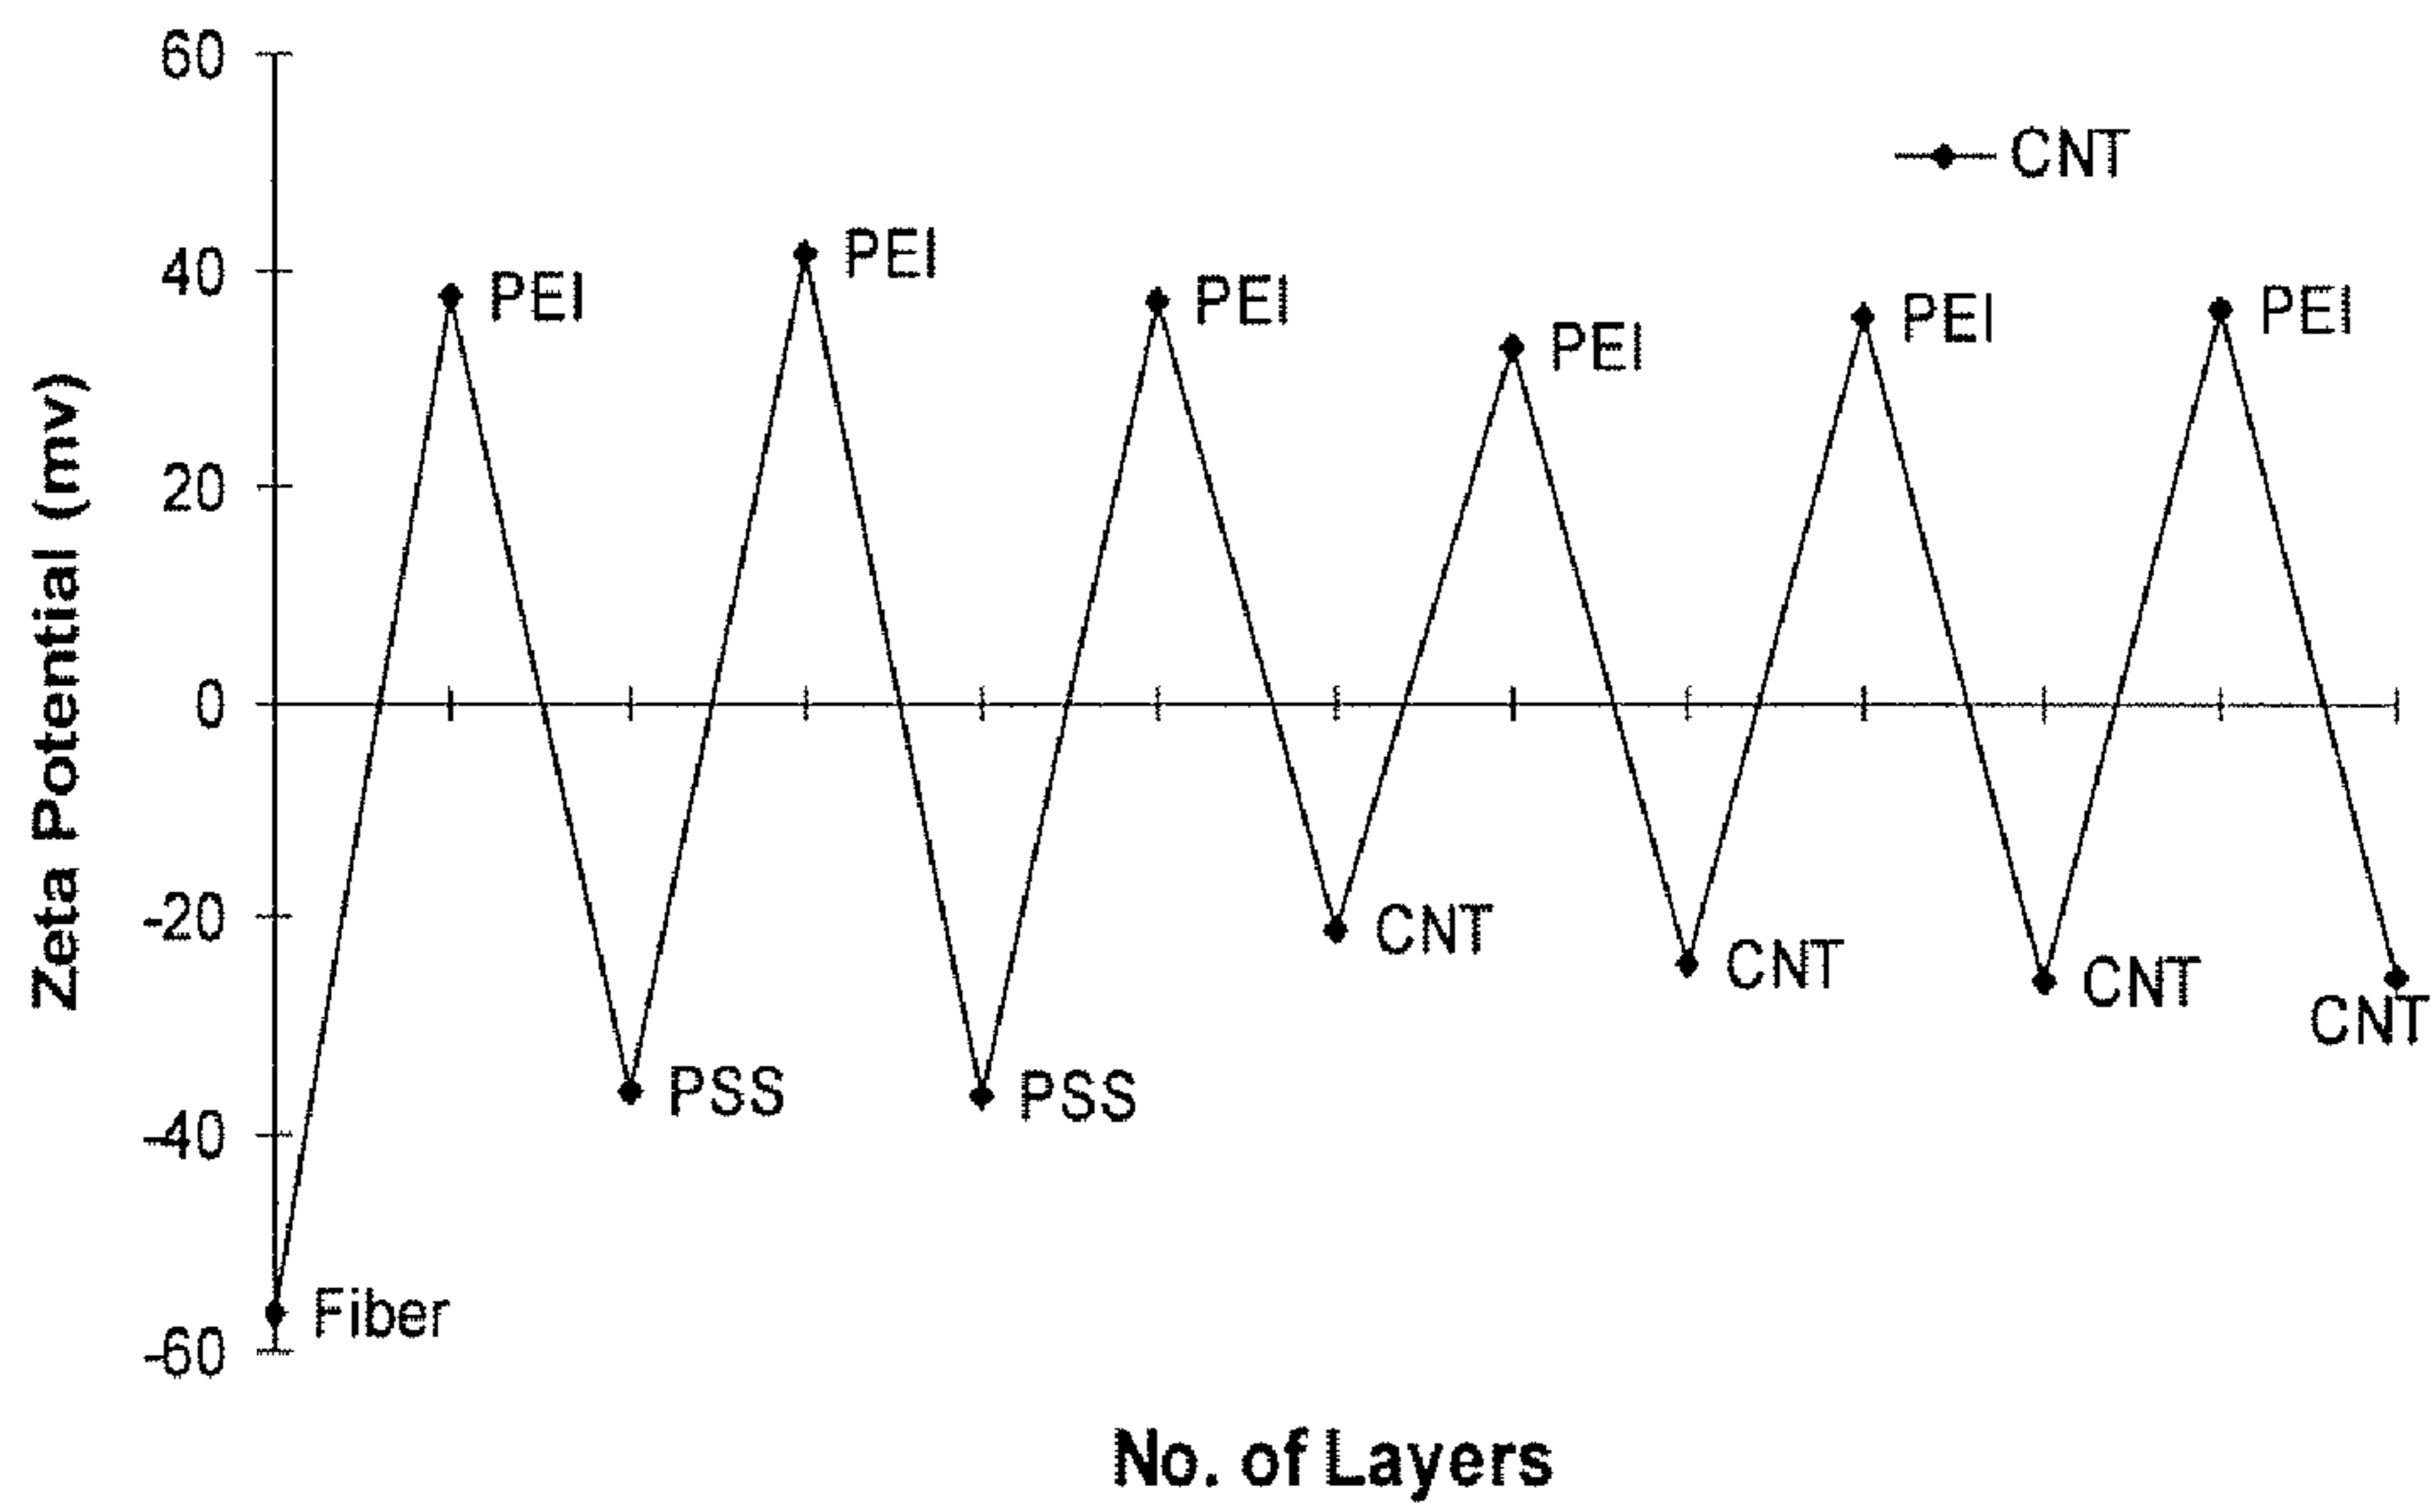 60
CNT
PEI
PEI
40
PEI
PEI
PEI
PEI
PEI
20
Zeta Potential (mv)
0
-20
CNT
CNT
CNT
CNT
PSS
PSS
-40
Fiber
-60
No. of Layers